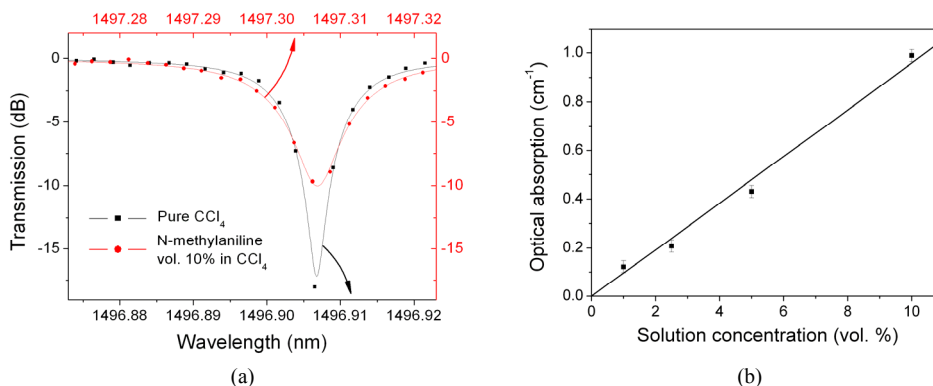 1497.28 1497.29 1497.30 1497.31 1497.32
0 0
-5 -5
-10 -10
-15 -15
Transmission (dB)
Pure CCl4
N-methylaniline
vol. 10% in CCl4
1496.88 1496.89 1496.90 1496.91 1496.92
Wavelength (nm)
(a)
1.0
0.8
0.6
0.4
0.2
0.0
Optical absorption (cm-1)
0 2 4 6 8 10
Solution concentration (vol. %)
(b)